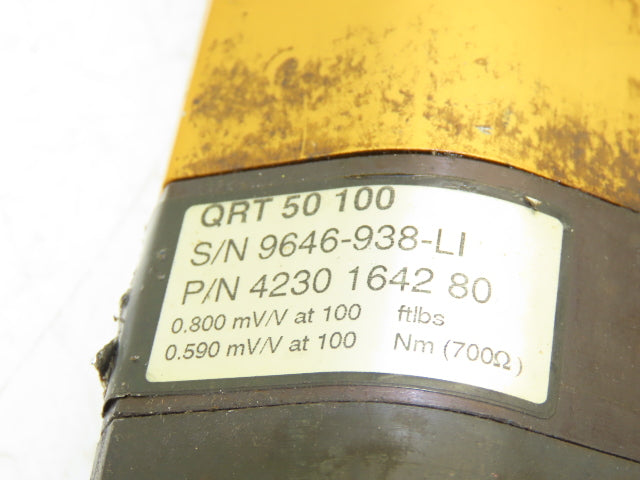 QRT 50 100
S/N 9646-938-LI
P/N 4230 1642 80
0.800 mV/V at 100 ftlbs
0.590 mV/V at 100 Nm (700Ω)